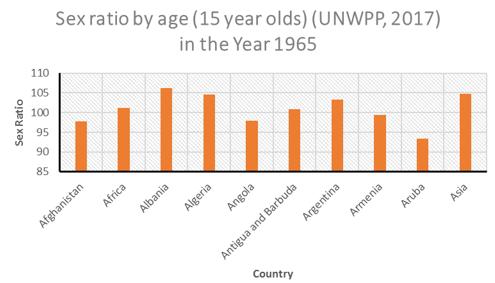 Sex ratio by age (15 year olds) (UNWPP, 2017)
in the Year 1965
Sex Ratio
110
105
100
95
90
85
Afghanistan
Africa
Albania
Algeria
Angola
Antigua and Barbuda
Argentina
Armenia
Aruba
Asia
Country